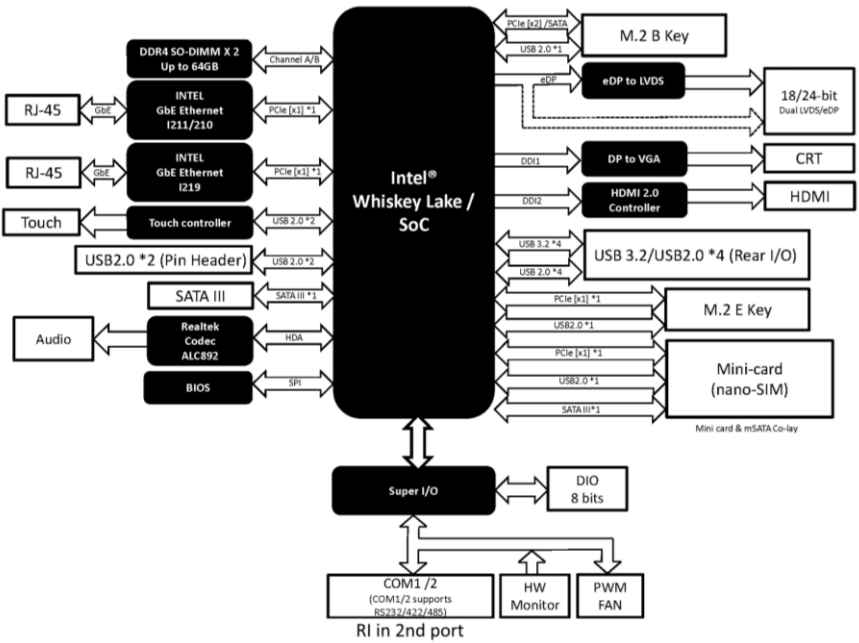 DDR4 SO-DIMM X 2
Up to 64GB
Channel A/B
RJ-45
GbE
INTEL
GbE Ethernet
I211/210
PCIe [x1] *1
RJ-45
GbE
INTEL
GbE Ethernet
I219
PCIe [x1] *1
Touch
Touch controller
USB 2.0 *2
USB2.0 *2 (Pin Header)
USB 2.0 *2
SATA III
SATA III *1
Audio
Realtek
Codec
ALC892
HDA
BIOS
SPI
Intel®
Whiskey Lake /
SoC
PCIe [x2] /SATA
USB 2.0 *1
M.2 B Key
eDP
eDP to LVDS
18/24-bit
Dual LVDS/eDP
DDI1
DP to VGA
CRT
DDI2
HDMI 2.0
Controller
HDMI
USB 3.2 *4
USB 2.0 *4
USB 3.2/USB2.0 *4 (Rear I/O)
PCIe [x1] *1
USB2.0 *1
M.2 E Key
PCIe [x1] *1
USB2.0 *1
SATA III*1
Mini-card
(nano-SIM)
Mini card & mSATA Co-lay
Super I/O
DIO
8 bits
COM1 /2
(COM1/2 supports
RS232/422/485)
HW
Monitor
PWM
FAN
RI in 2nd port